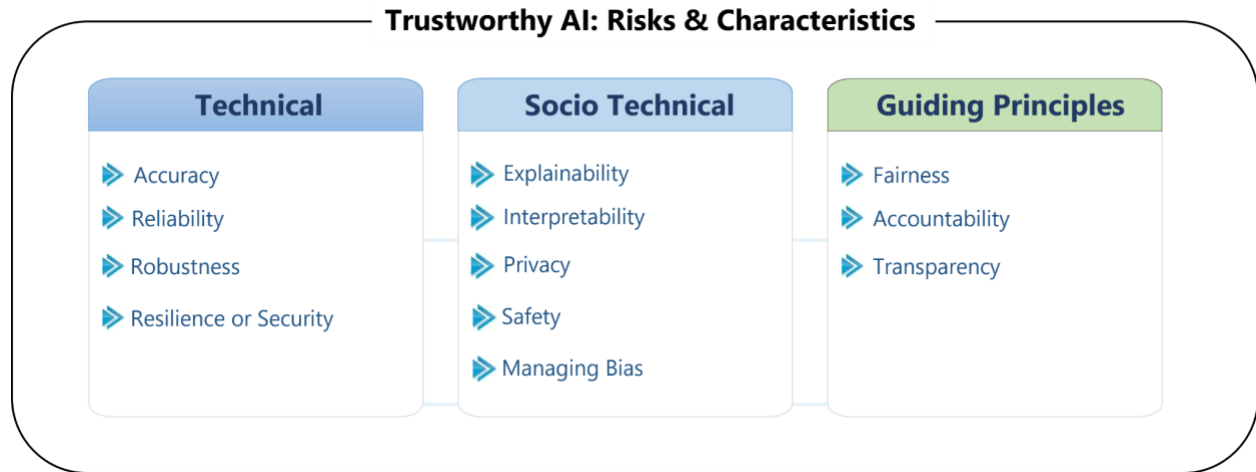 Trustworthy AI: Risks & Characteristics
Technical
Accuracy
Reliability
Robustness
Resilience or Security
Socio Technical
Explainability
Interpretability
Privacy
Safety
Managing Bias
Guiding Principles
Fairness
Accountability
Transparency